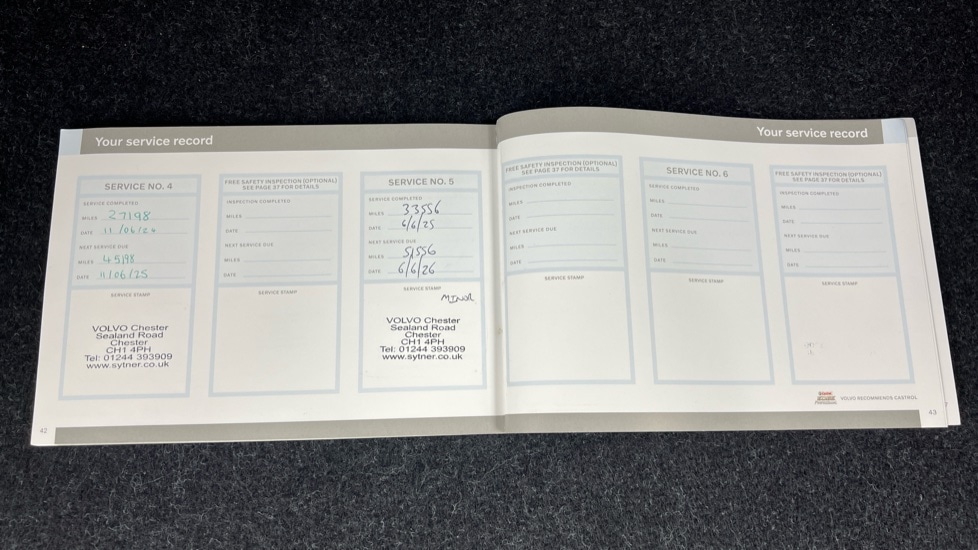 Your service record
SERVICE NO. 4
SERVICE COMPLETED
MILES 27198
DATE 11/06/24
NEXT SERVICE DUE
MILES 45198
DATE 11/06/25
SERVICE STAMP
VOLVO Chester
Sealand Road
Chester
CH1 4PH
Tel: 01244 393909
www.sytner.co.uk
FREE SAFETY INSPECTION (OPTIONAL)
SEE PAGE 37 FOR DETAILS
INSPECTION COMPLETED
MILES
DATE
NEXT SERVICE DUE
MILES
DATE
SERVICE STAMP
SERVICE NO. 5
SERVICE COMPLETED
MILES 33556
DATE 6/6/25
NEXT SERVICE DUE
MILES 51556
DATE 6/6/26
SERVICE STAMP
MINOR
VOLVO Chester
Sealand Road
Chester
CH1 4PH
Tel: 01244 393909
www.sytner.co.uk
42
Your service record
FREE SAFETY INSPECTION (OPTIONAL)
SEE PAGE 37 FOR DETAILS
INSPECTION COMPLETED
MILES
DATE
NEXT SERVICE DUE
MILES
DATE
SERVICE STAMP
SERVICE NO. 6
SERVICE COMPLETED
MILES
DATE
NEXT SERVICE DUE
MILES
DATE
SERVICE STAMP
FREE SAFETY INSPECTION (OPTIONAL)
SEE PAGE 37 FOR DETAILS
INSPECTION COMPLETED
MILES
DATE
NEXT SERVICE DUE
MILES
DATE
SERVICE STAMP
Castrol
VOLVO RECOMMENDS CASTROL
43